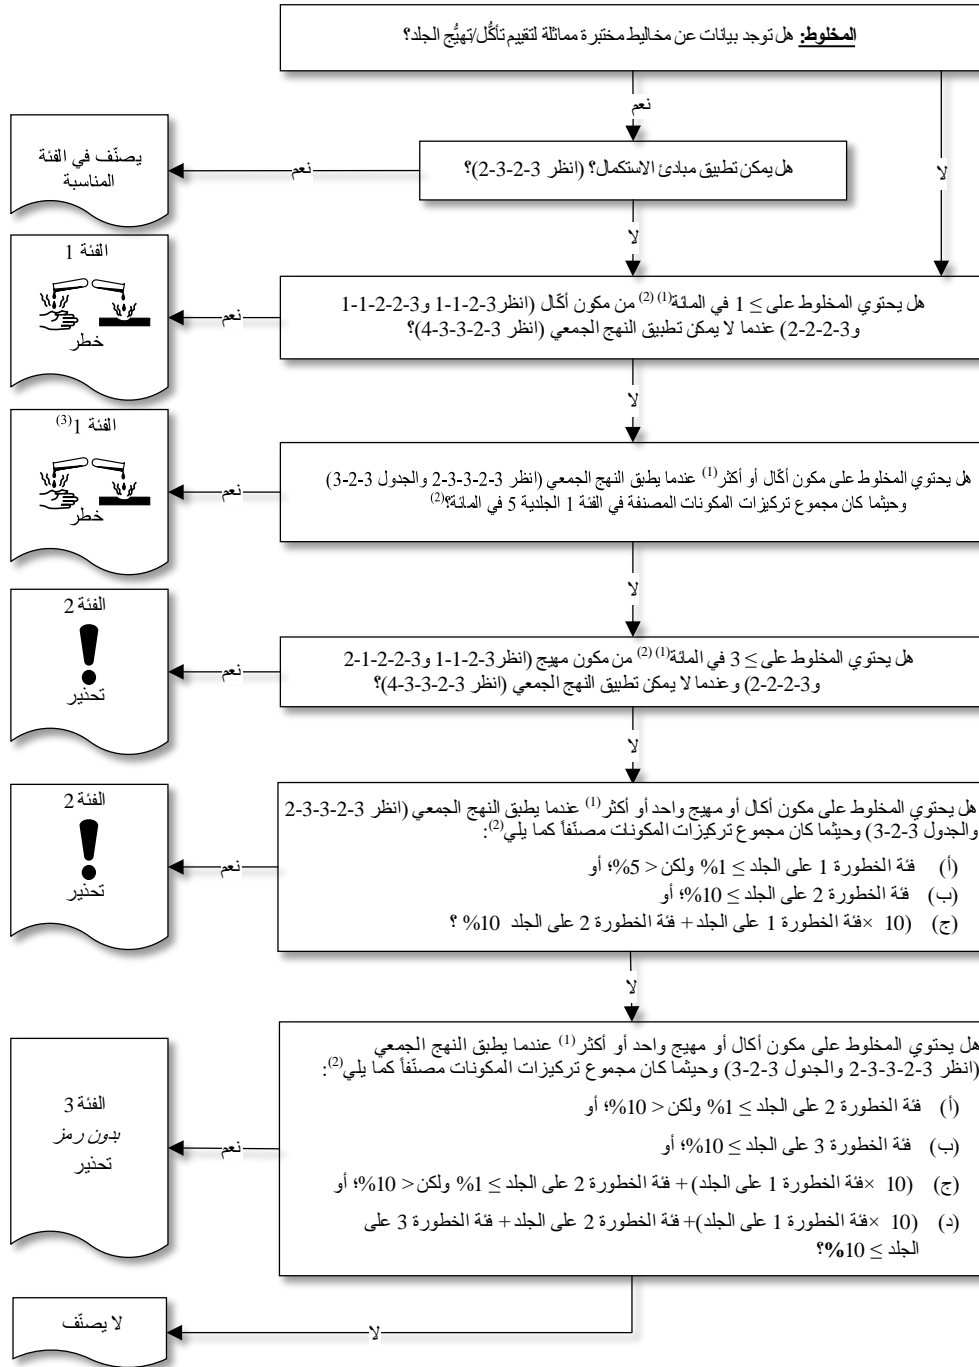 المخلوط: هل توجد بيانات عن مخاليط مختبرة مماثلة لتقييم تأكُّل/تهيُّج الجلد؟
نعم
لا
هل يمكن تطبيق مبادئ الاستكمال؟ (انظر 3-2-3-2)؟
نعم
يصنّف في الفئة
المناسبة
لا
هل يحتوي المخلوط على ≥ 1 في المائة(1) (2) من مكون أكّال (انظر3-2-1-1 و3-2-2-1-1
و3-2-2-2) عندما لا يمكن تطبيق النهج الجمعي (انظر 3-2-3-3-4)؟
نعم
الفئة 1
خطر
لا
هل يحتوي المخلوط على مكون أكّال أو أكثر(1) عندما يطبق النهج الجمعي (انظر 3-2-3-3-2 والجدول 3-2-3)
وحيثما كان مجموع تركيزات المكونات المصنفة في الفئة 1 الجلدية 5 في المائة؟(2)
نعم
الفئة 1(3)
خطر
لا
هل يحتوي المخلوط على ≥ 3 في المائة(1) (2) من مكون مهيج (انظر3-2-1-1 و3-2-2-1-2
و3-2-2-2) وعندما لا يمكن تطبيق النهج الجمعي (انظر 3-2-3-3-4)؟
نعم
الفئة 2
تحذير
لا
هل يحتوي المخلوط على مكون أكال أو مهيج واحد أو أكثر(1) عندما يطبق النهج الجمعي (انظر 3-2-3-3-2
والجدول 3-2-3) وحيثما كان مجموع تركيزات المكونات مصنّفاً كما يلي(2):
(أ) فئة الخطورة 1 على الجلد ≥ 1% ولكن < 5%؛ أو
(ب) فئة الخطورة 2 على الجلد ≥ 10%؛ أو
(ج) (10 ×فئة الخطورة 1 على الجلد + فئة الخطورة 2 على الجلد 10% ؟
نعم
الفئة 2
تحذير
لا
هل يحتوي المخلوط على مكون أكال أو مهيج واحد أو أكثر(1) عندما يطبق النهج الجمعي
(انظر 3-2-3-3-2 والجدول 3-2-3) وحيثما كان مجموع تركيزات المكونات مصنّفاً كما يلي(2):
(أ) فئة الخطورة 2 على الجلد ≥ 1% ولكن < 10%؛ أو
(ب) فئة الخطورة 3 على الجلد ≥ 10%؛ أو
(ج) (10 ×فئة الخطورة 1 على الجلد)+ فئة الخطورة 2 على الجلد ≥ 1% ولكن < 10%؛ أو
(د) (10 ×فئة الخطورة 1 على الجلد)+ فئة الخطورة 2 على الجلد + فئة الخطورة 3 على
الجلد ≥ 10%؟
نعم
الفئة 3
بدون رمز
تحذير
لا
لا يصنّف